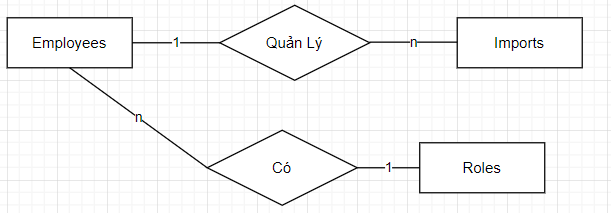 Employees
1
Quản Lý
n
Imports
n
Có
1
Roles